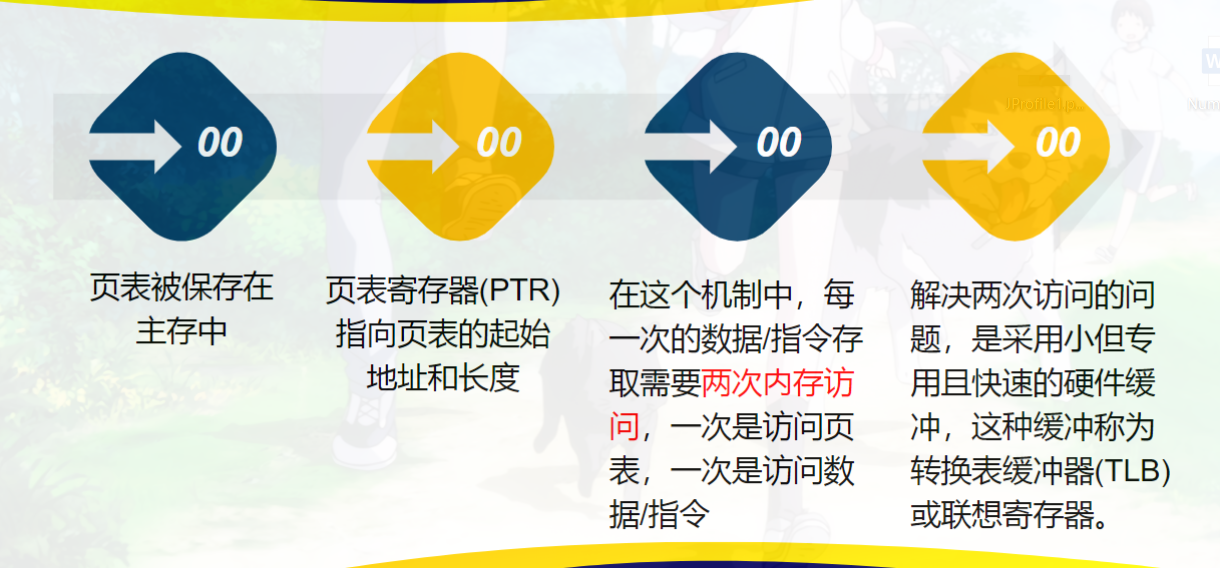 00
00
00
00
页表被保存在
主存中
页表寄存器(PTR)
指向页表的起始
地址和长度
在这个机制中，每
一次的数据/指令存
取需要两次内存访
问，一次是访问页
表，一次是访问数
据/指令
解决两次访问的问
题，是采用小但专
用且快速的硬件缓
冲，这种缓冲称为
转换表缓冲器(TLB)
或联想寄存器。